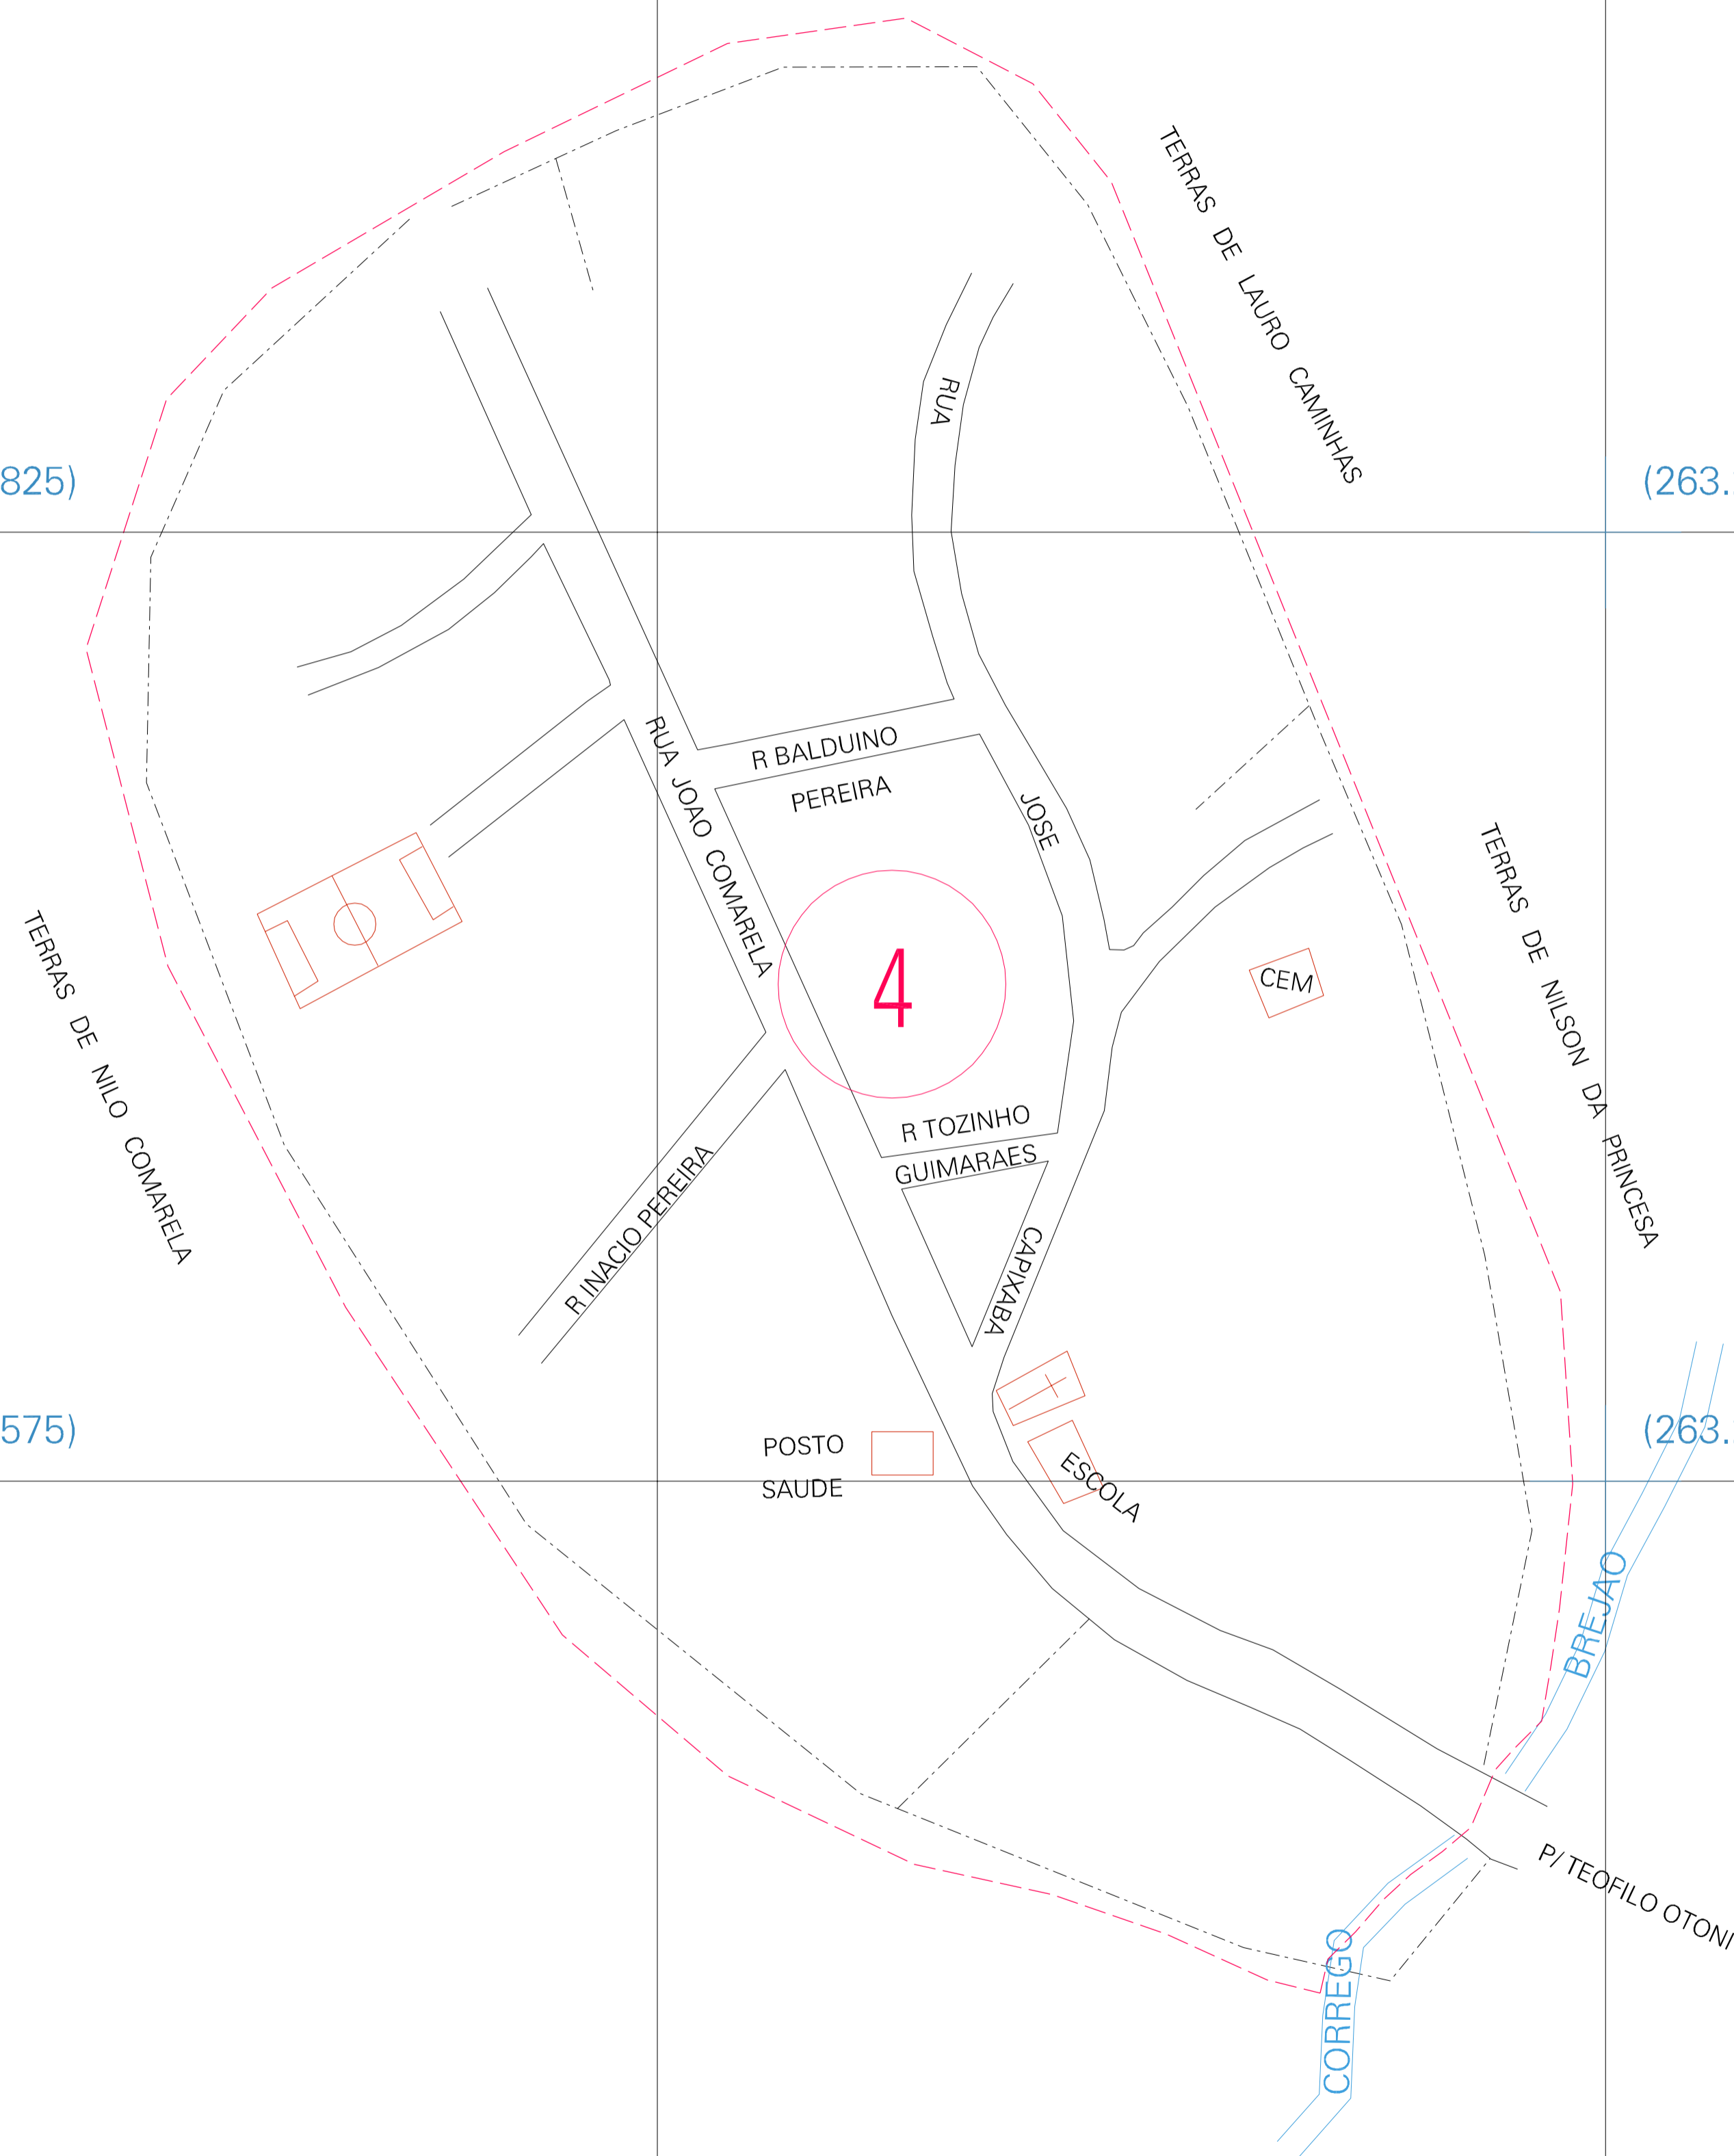 TERRAS DE LAURO CAMINHAS
RUA JOSE CAPIXABA
825)
(263.
R BALDUINO
PEREIRA
RUA JOAO COMARELA
TERRAS DE NILSON DA PRINCESA
TERRAS DE NILO COMARELA
4
CEM
R TOZINHO
GUIMARAES
R INACIO PEREIRA
575)
(263.
POSTO
SAUDE
ESCOLA
BREJAO
P/ TEOFILO OTONI
CORREGO